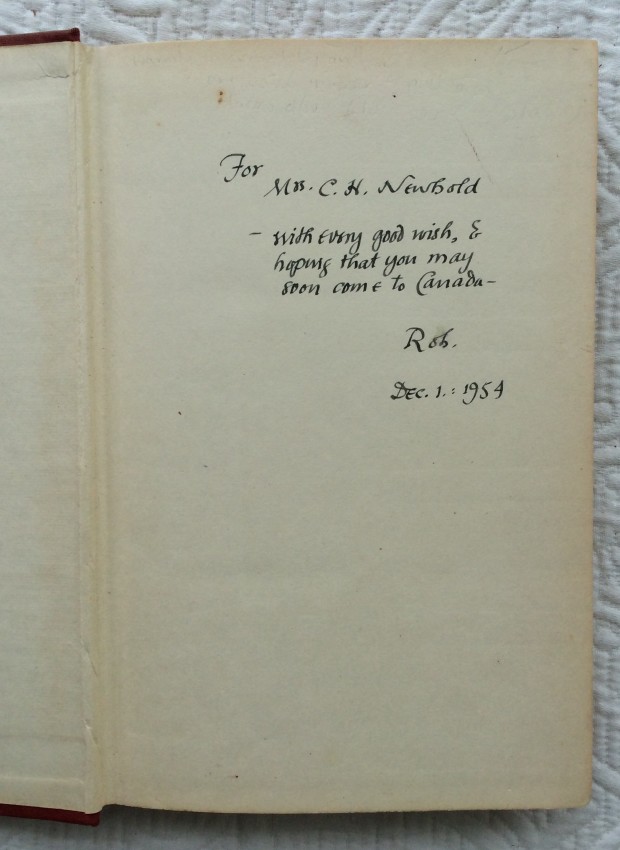 For
Mrs. C. H. Newbold
- with every good wish, &
hoping that you may
soon come to Canada-
Rob.
Dec. 1. : 1954